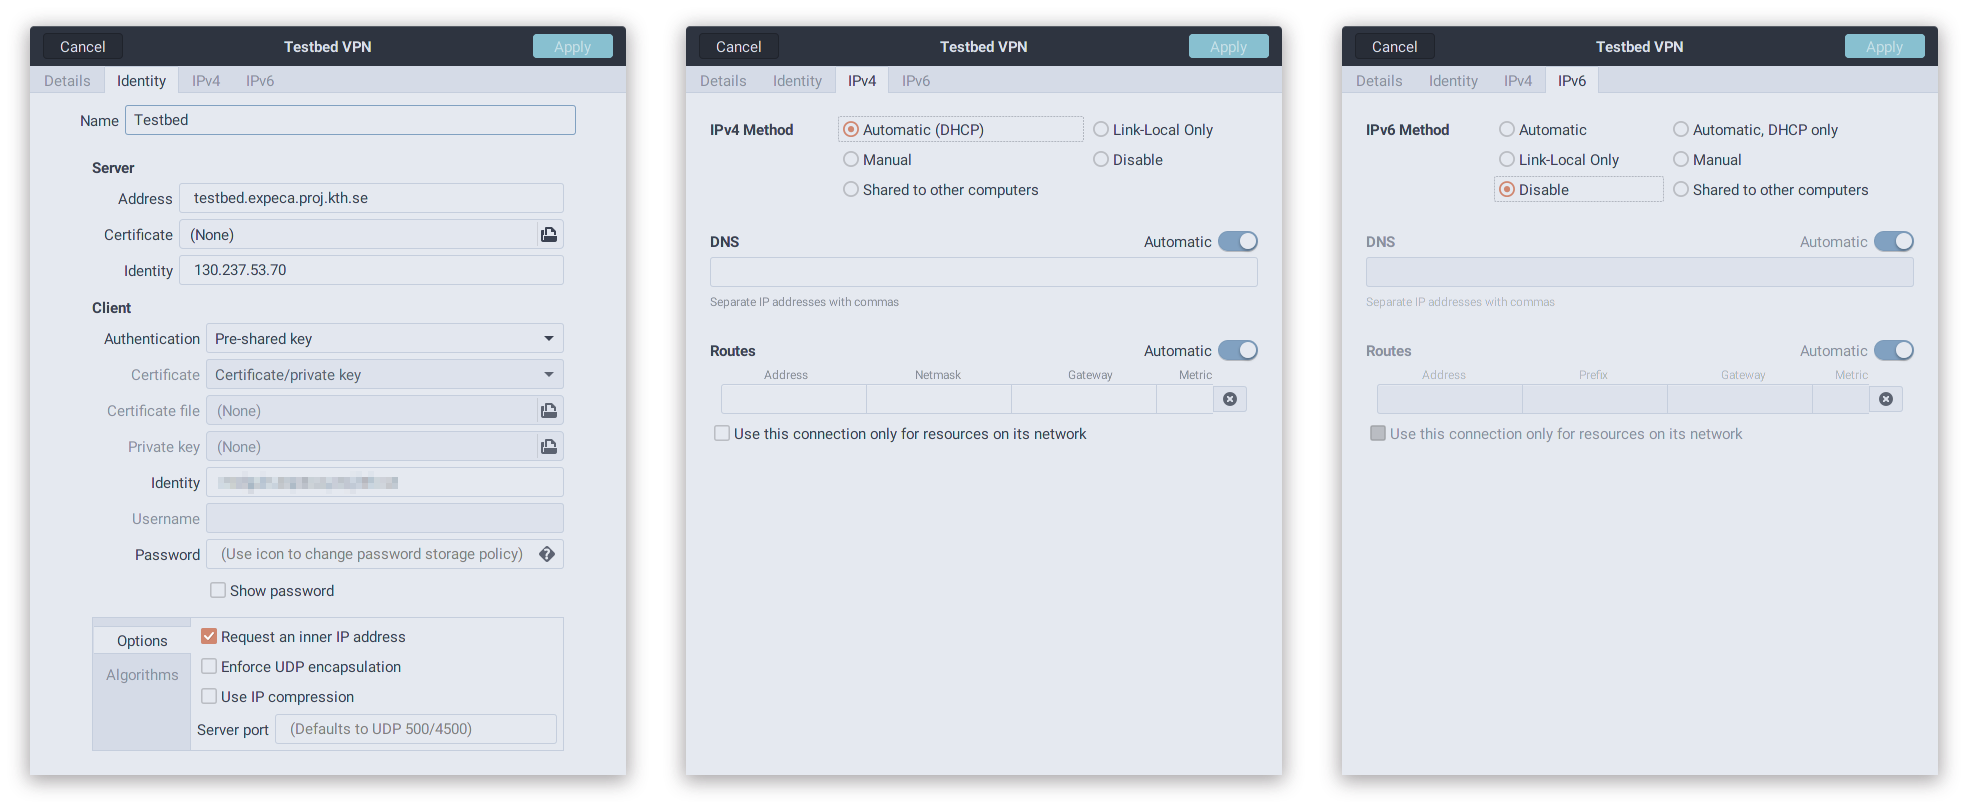 Cancel Testbed VPN Apply
Details Identity IPv4 IPv6
Name Testbed
Server
Address testbed.expeca.proj.kth.se
Certificate (None)
Identity 130.237.53.70
Client
Authentication Pre-shared key
Certificate Certificate/private key
Certificate file (None)
Private key (None)
Identity
Username
Password (Use icon to change password storage policy)
Show password
Options Request an inner IP address
Enforce UDP encapsulation
Algorithms
Use IP compression
Server port (Defaults to UDP 500/4500)
Cancel Testbed VPN Apply
Details Identity IPv4 IPv6
IPv4 Method Automatic (DHCP) Link-Local Only
Manual Disable
Shared to other computers
DNS Automatic
Separate IP addresses with commas
Routes Automatic
Address Netmask Gateway Metric
Use this connection only for resources on its network
Cancel Testbed VPN Apply
Details Identity IPv4 IPv6
IPv6 Method Automatic Automatic, DHCP only
Link-Local Only Manual
Disable Shared to other computers
DNS Automatic
Separate IP addresses with commas
Routes Automatic
Address Prefix Gateway Metric
Use this connection only for resources on its network